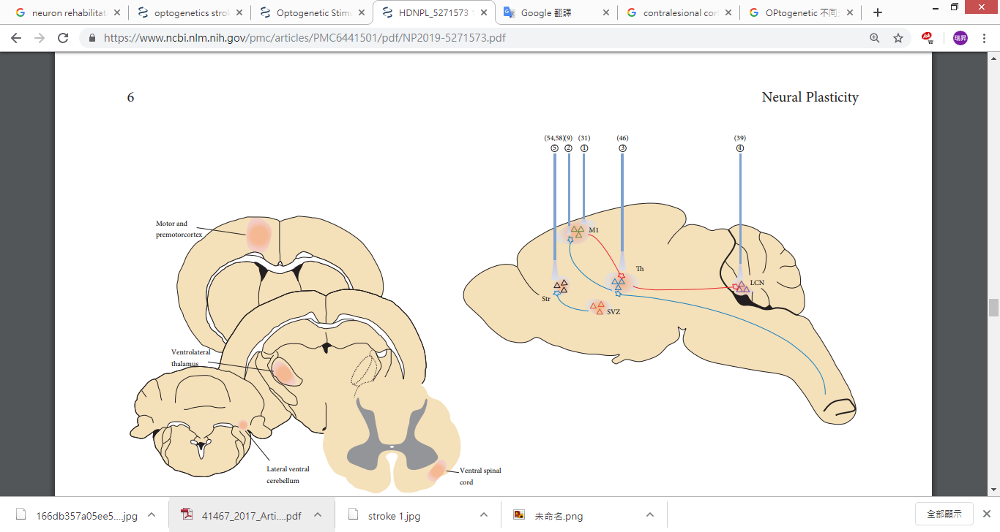 neuron rehabilitat
optogenetics strok
Optogenetic Stimu
HDNPL_5271573 1
Google 翻譯
contralesional cor
OPtogenetic 不同
https://www.ncbi.nlm.nih.gov/pmc/articles/PMC6441501/pdf/NP2019-5271573.pdf
瑞昇
6
Neural Plasticity
(54,58)(9) (31) (46) (39)
5 2 1 3 4
Motor and
premotorcortex
M1
Th
LCN
Str
SVZ
Ventrolateral
thalamus
Lateral ventral
cerebellum
Ventral spinal
cord
166db357a05ee5....jpg
41467_2017_Arti....pdf
stroke 1.jpg
未命名.png
全部顯示